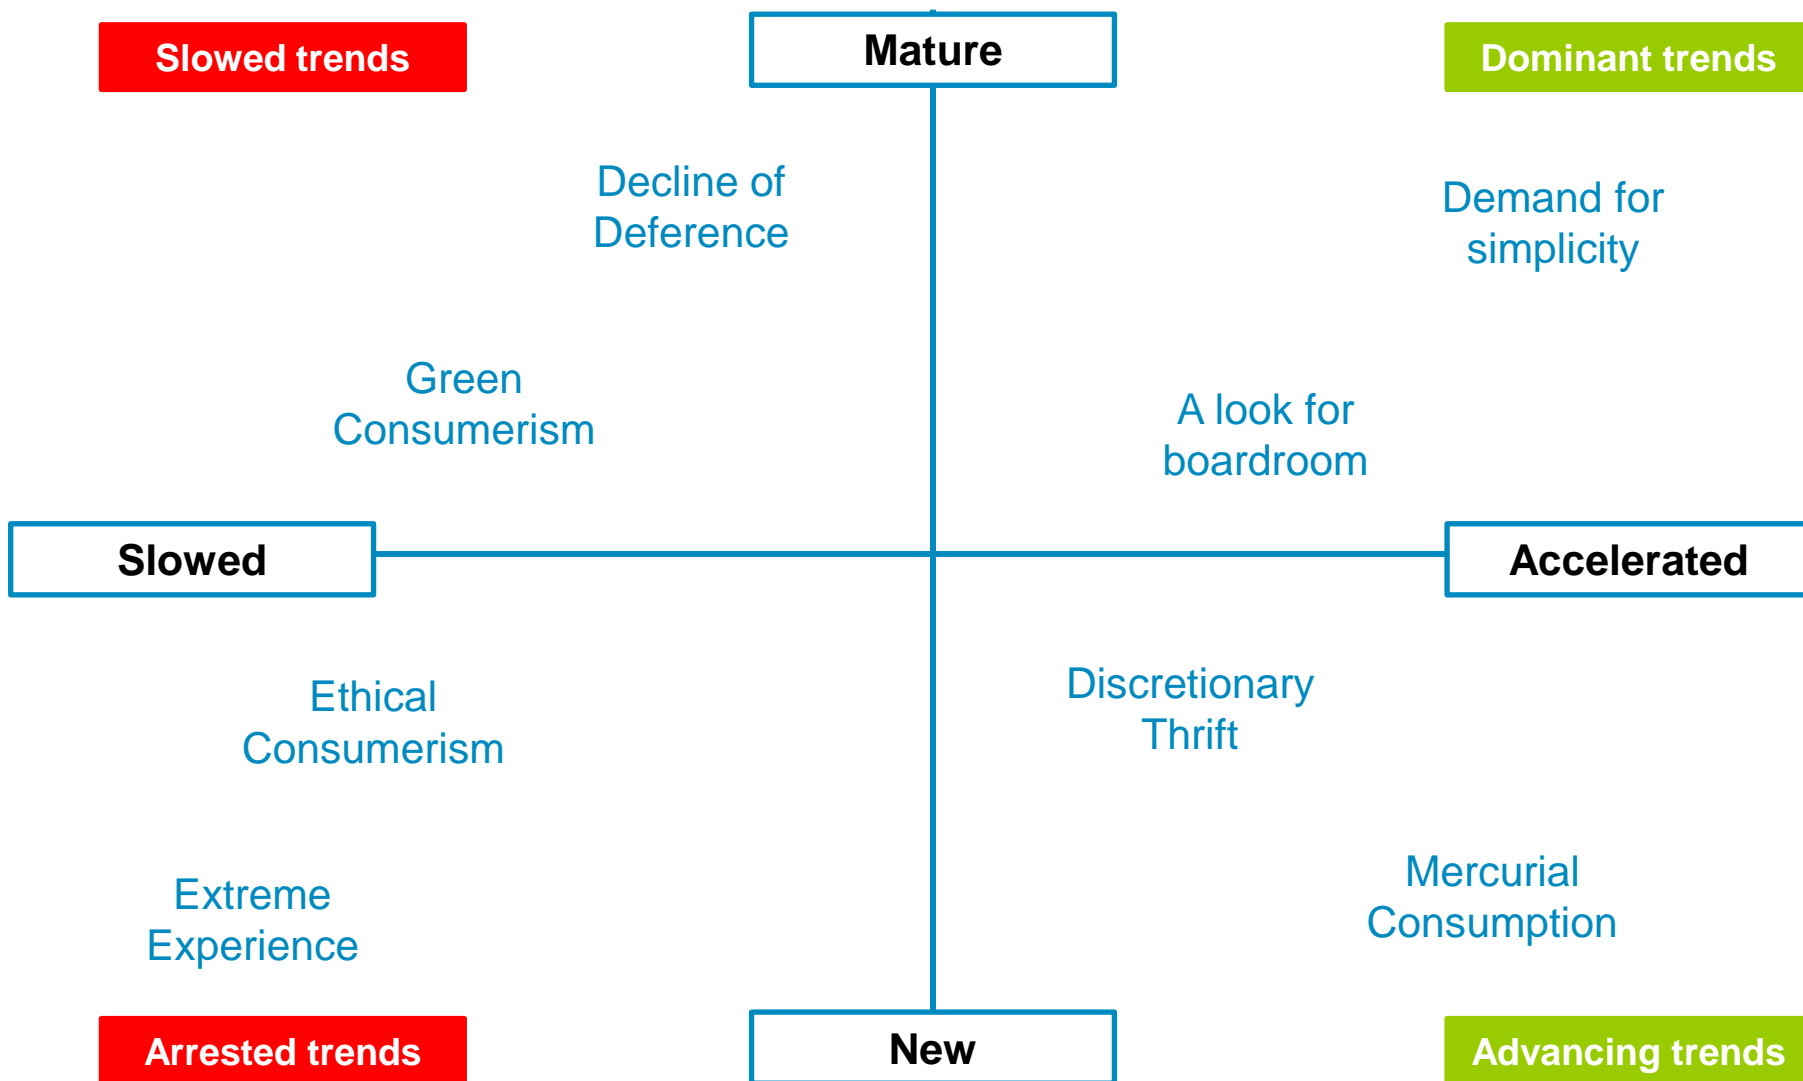 Slowed trends
Mature
Dominant trends
Decline of
Deference
Demand for
simplicity
Green
Consumerism
A look for
boardroom
Slowed
Accelerated
Ethical
Consumerism
Discretionary
Thrift
Extreme
Experience
Mercurial
Consumption
Arrested trends
New
Advancing trends